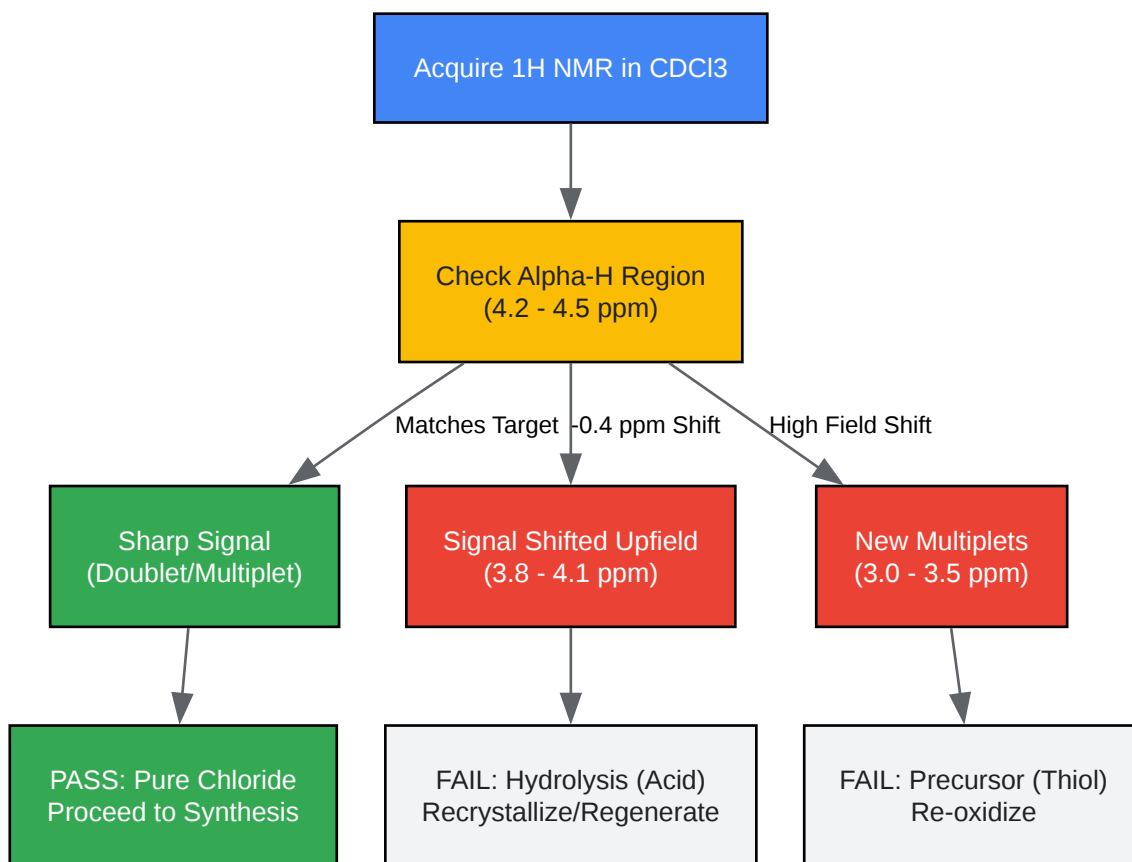 Acquire 1H NMR in CDCl3
Check Alpha-H Region
(4.2 - 4.5 ppm)
Matches Target
-0.4 ppm Shift
High Field Shift
Sharp Signal
(Doublet/Multiplet)
Signal Shifted Upfield
(3.8 - 4.1 ppm)
New Multiplets
(3.0 - 3.5 ppm)
PASS: Pure Chloride
Proceed to Synthesis
FAIL: Hydrolysis (Acid)
Recrystallize/Regenerate
FAIL: Precursor (Thiol)
Re-oxidize